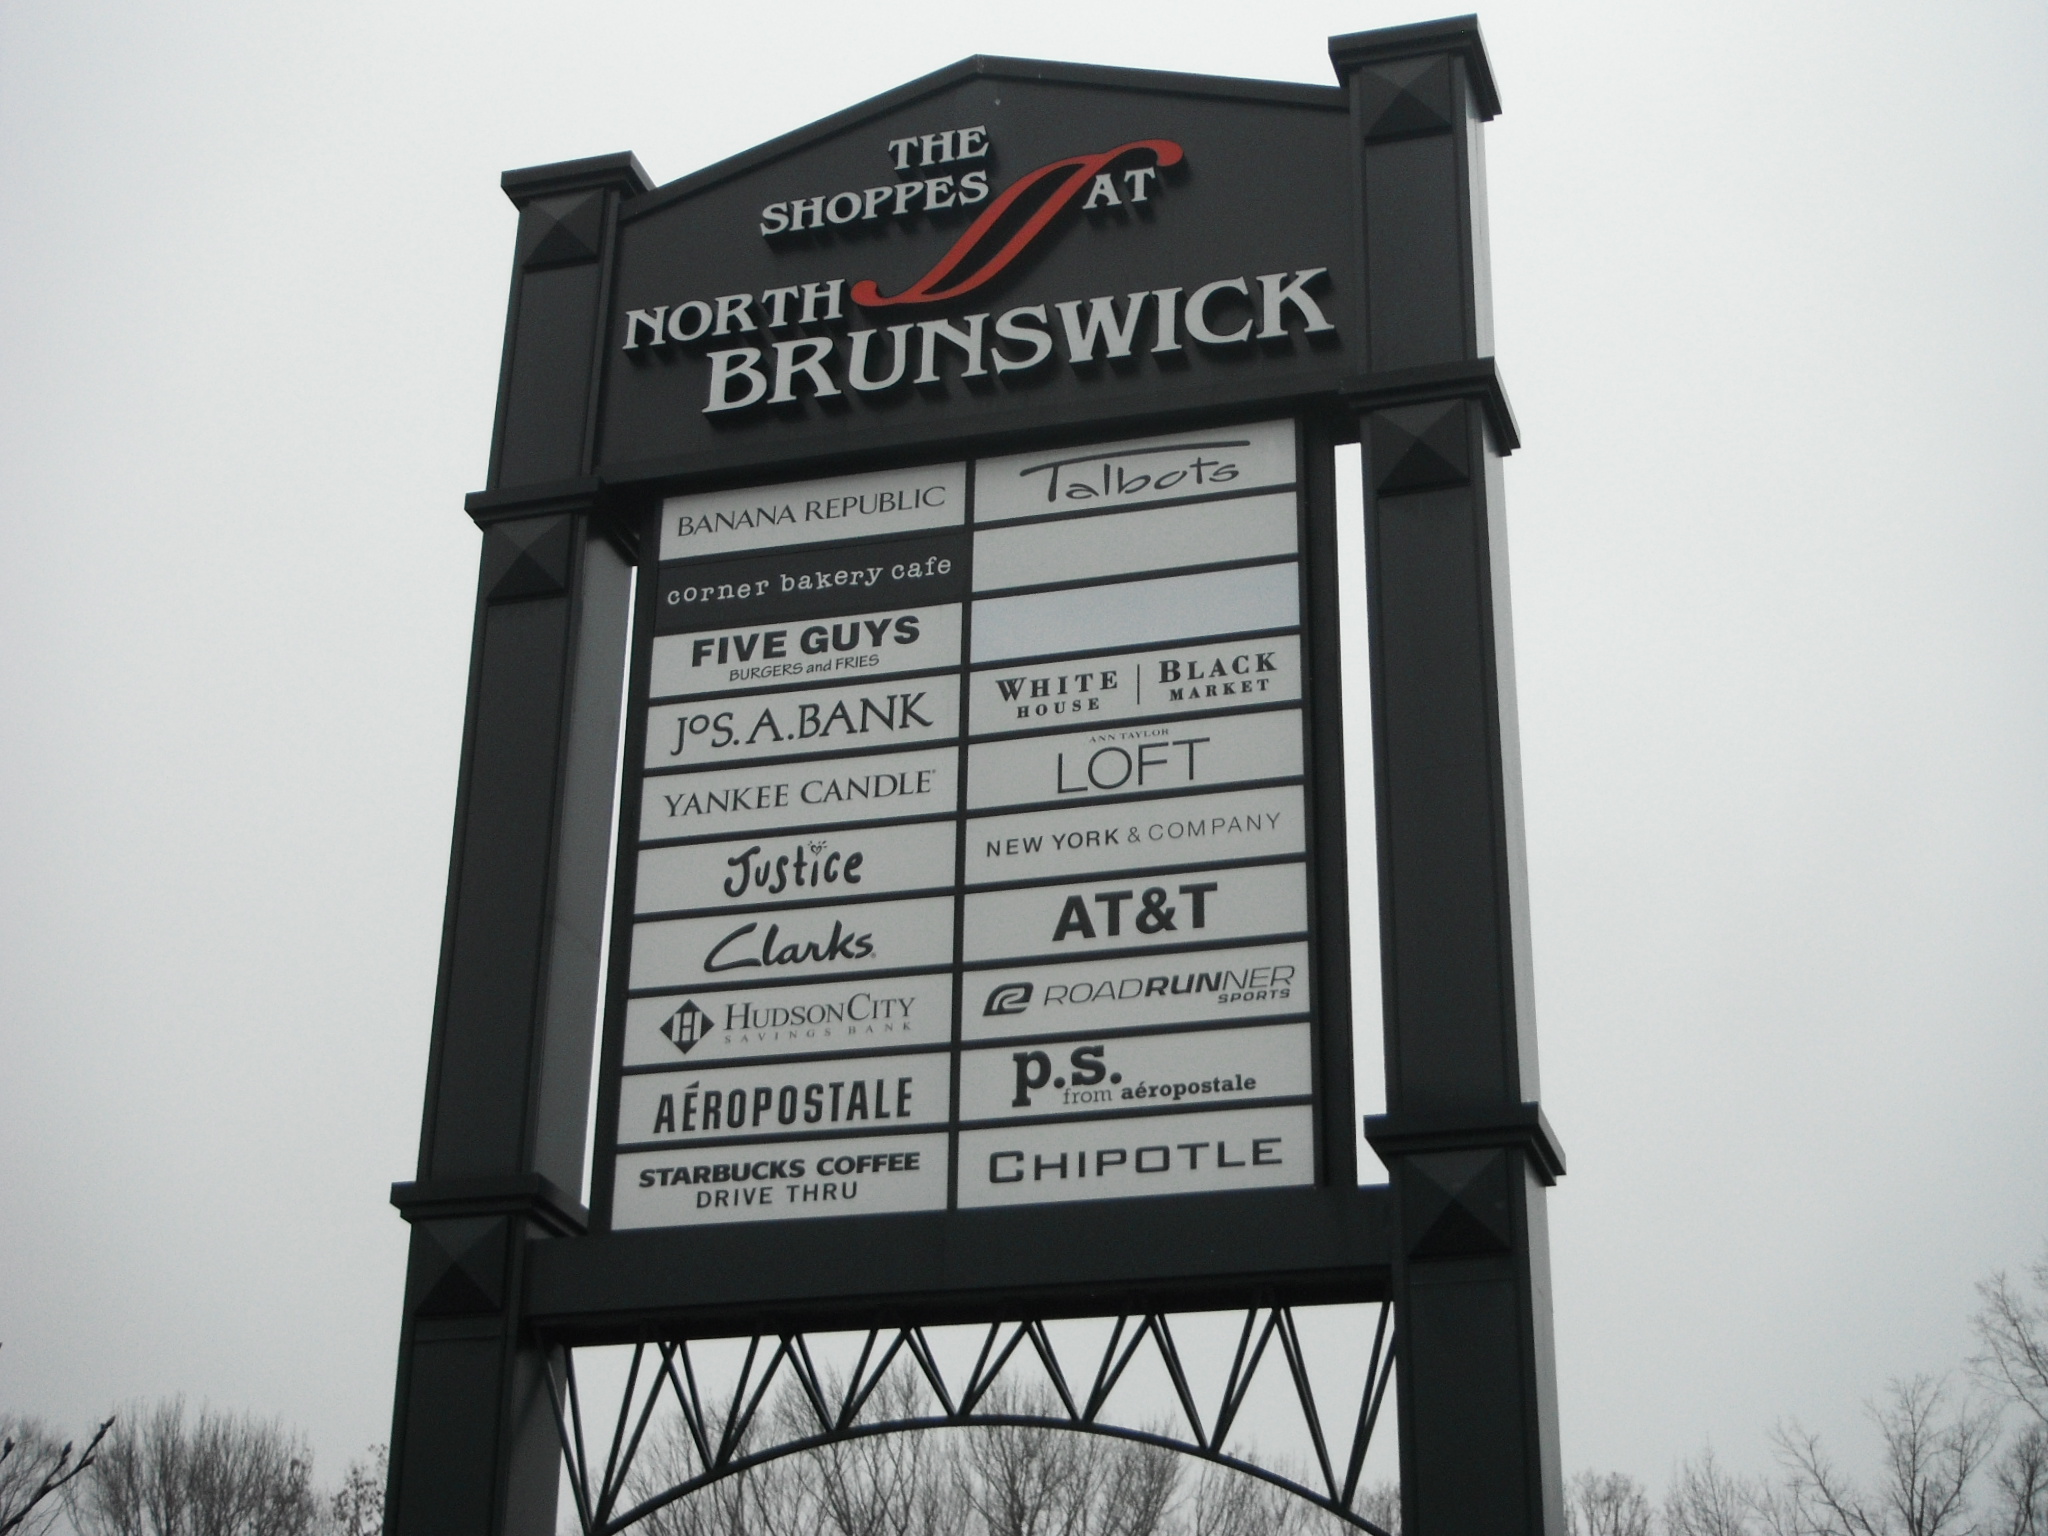 THE
SHOPPES AT
NORTH
BRUNSWICK
BANANA REPUBLIC
corner bakery cafe
FIVE GUYS
BURGERS and FRIES
JoS. A. BANK
YANKEE CANDLE®
Justice
Clarks
HUDSON CITY
SAVINGS BANK
AÉROPOSTALE
STARBUCKS COFFEE
DRIVE THRU
Talbots
WHITE HOUSE | BLACK MARKET
ANN TAYLOR
LOFT
NEW YORK & COMPANY
AT&T
ROADRUNNER
SPORTS
p.s.
from aéropostale
CHIPOTLE